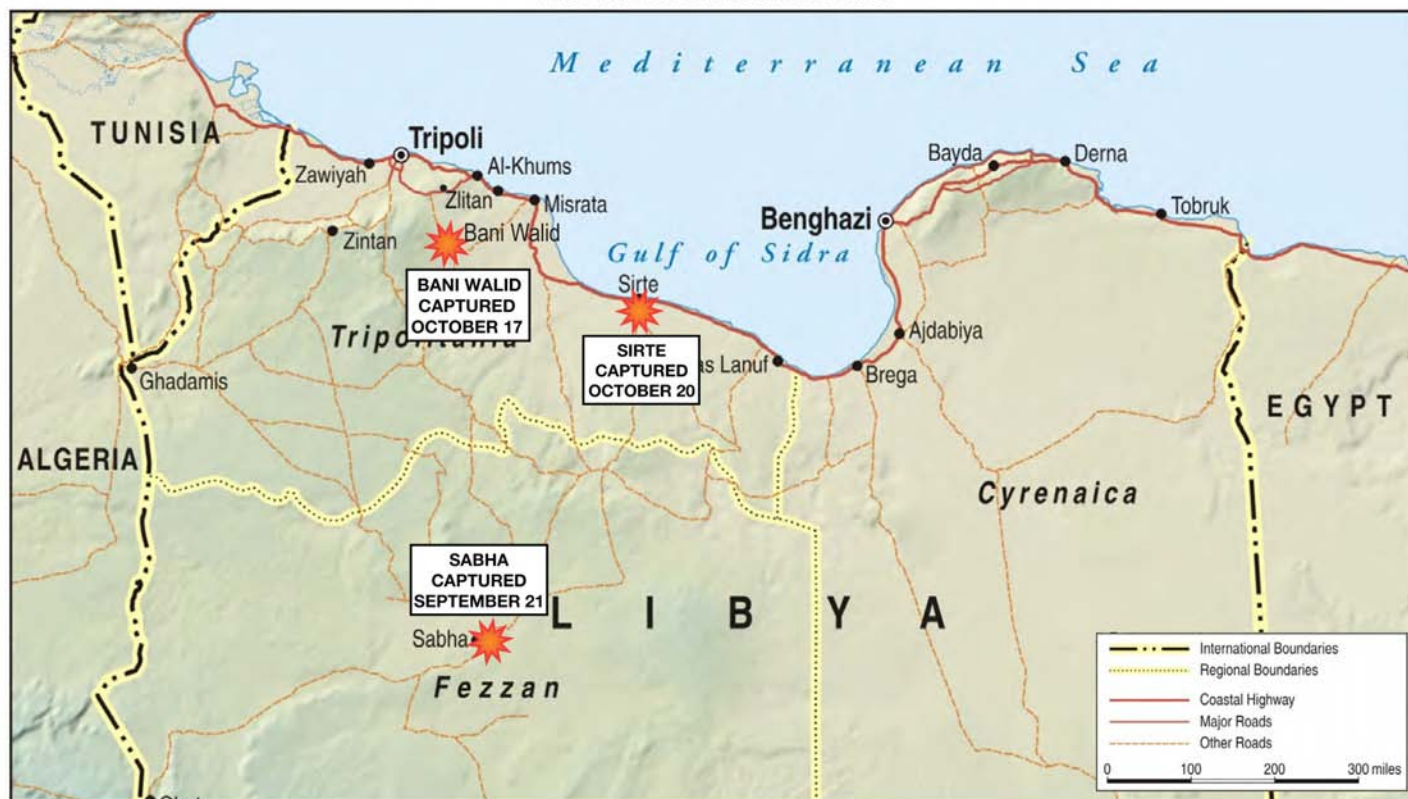 Mediterranean Sea
TUNISIA
Tripoli
Zawiyah
Al-Khums
Zlitan
Misrata
Zintan
Bani Walid
BANI WALID
CAPTURED
OCTOBER 17
Tripolitania
Gulf of Sidra
Sirte
SIRTE
CAPTURED
OCTOBER 20
as Lanuf
Benghazi
Bayda
Derna
Tobruk
Ajdabiya
Brega
Ghadamis
ALGERIA
EGYPT
Cyrenaica
SABHA
CAPTURED
SEPTEMBER 21
Sabha
LIBYA
Fezzan
International Boundaries
Regional Boundaries
Coastal Highway
Major Roads
Other Roads
0 100 200 300 miles